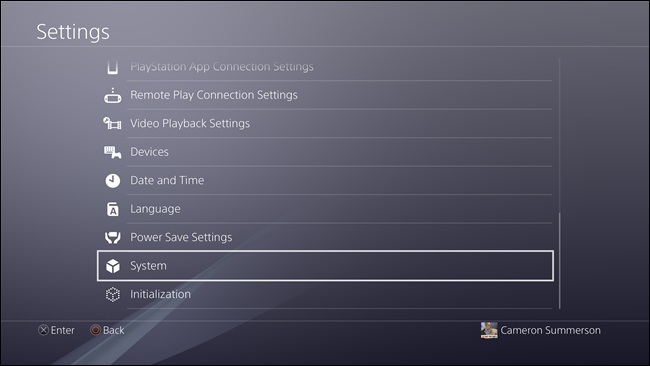 Settings
PlayStation App Connection Settings
Remote Play Connection Settings
Video Playback Settings
Devices
Date and Time
A Language
Power Save Settings
System
Initialization
Enter Back Cameron Summerson